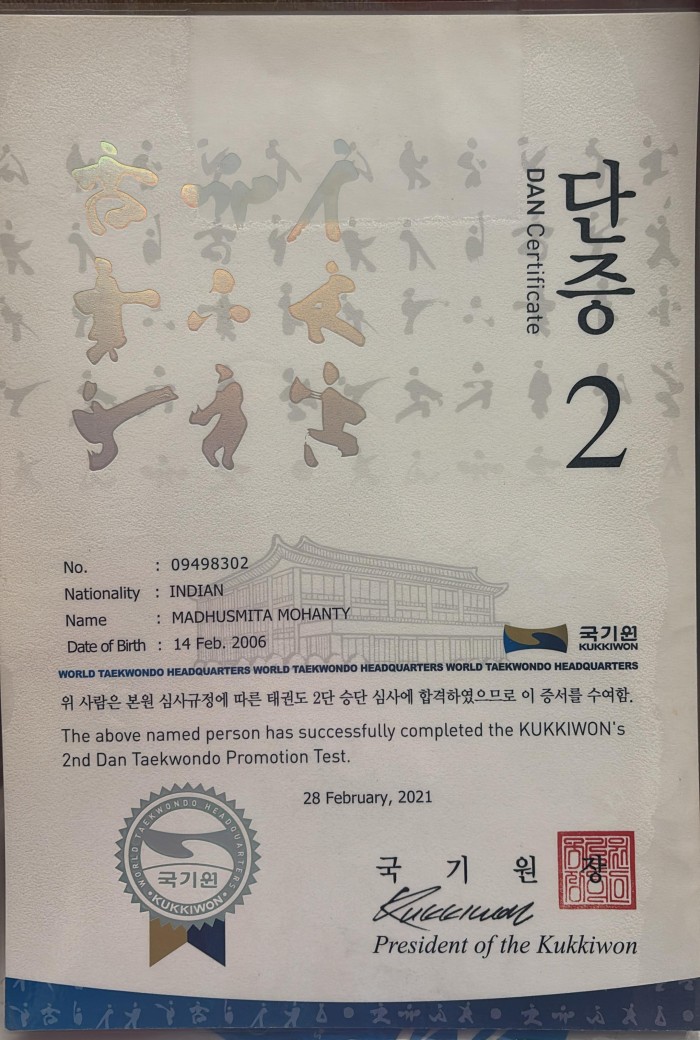 단증
DAN Certificate
2
No. : 09498302
Nationality : INDIAN
Name : MADHUSMITA MOHANTY
Date of Birth : 14 Feb. 2006
국기원
KUKKIWON
WORLD TAEKWONDO HEADQUARTERS WORLD TAEKWONDO HEADQUARTERS WORLD TAEKWONDO HEADQUARTERS
위 사람은 본원 심사규정에 따른 태권도 2단 승단 심사에 합격하였으므로 이 증서를 수여함.
The above named person has successfully completed the KUKKIWON's
2nd Dan Taekwondo Promotion Test.
28 February, 2021
WORLD TAEKWONDO HEADQUARTERS
국기원
KUKKIWON
국 기 원 장
Kukkiwon
President of the Kukkiwon